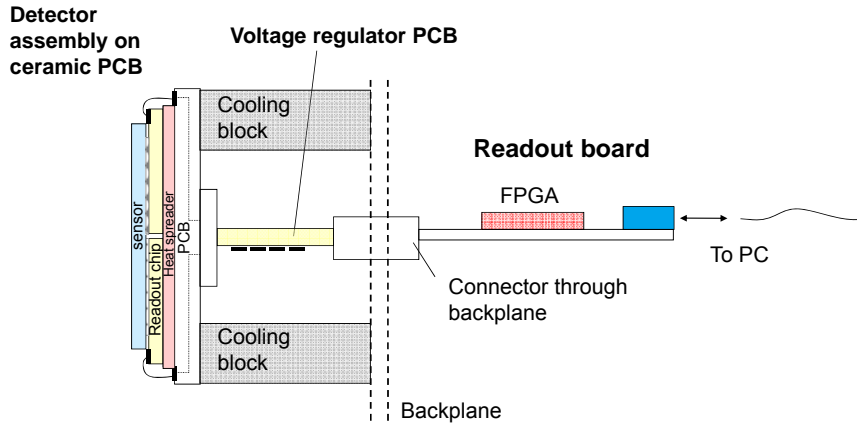 Detector
assembly on
ceramic PCB
Voltage regulator PCB
Cooling
block
Readout board
FPGA
sensor
Readout chip
Heat spreader
PCB
To PC
Connector through
backplane
Cooling
block
Backplane